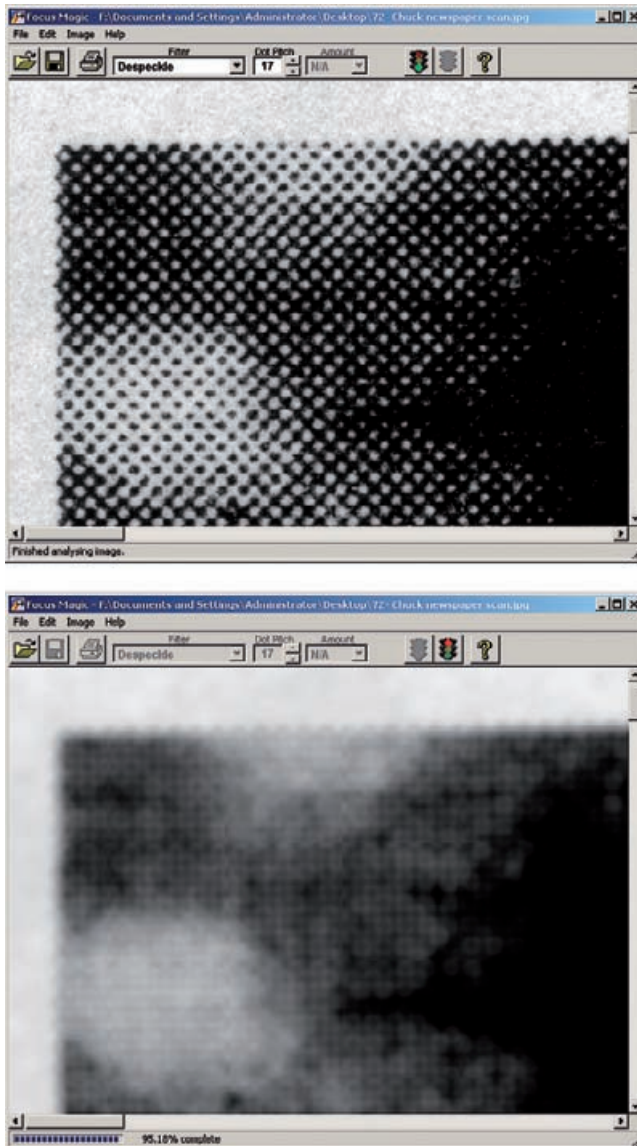 Focus Magic - F:\Documents and Settings\Administrator\Desktop\72- Chuck newspaper scan.jpg
File Edit Image Help
Filter Dot Pitch Amount
Despeckle 17 N/A
Finished analysing image.
Focus Magic - F:\Documents and Settings\Administrator\Desktop\72- Chuck newspaper scan.jpg
File Edit Image Help
Filter Dot Pitch Amount
Despeckle 17 N/A
95.18% complete